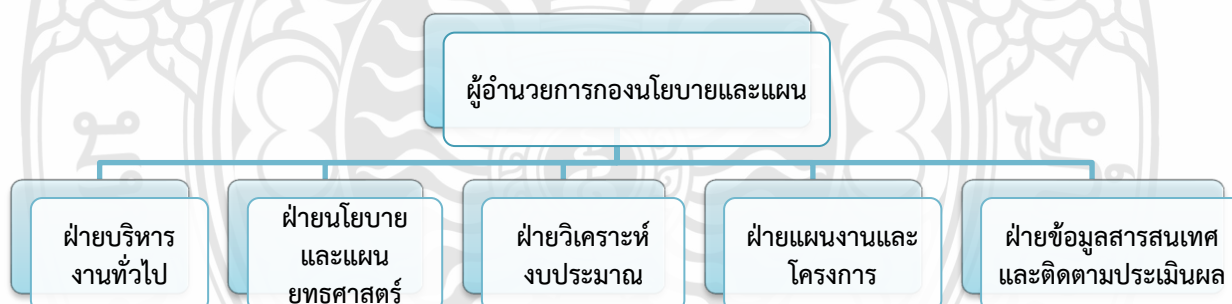 ผู้อำนวยการกองนโยบายและแผน
ฝ่ายบริหาร
งานทั่วไป
ฝ่ายนโยบาย
และแผน
ยุทธศาสตร์
ฝ่ายวิเคราะห์
งบประมาณ
ฝ่ายแผนงานและ
โครงการ
ฝ่ายข้อมูลสารสนเทศ
และติดตามประเมินผล